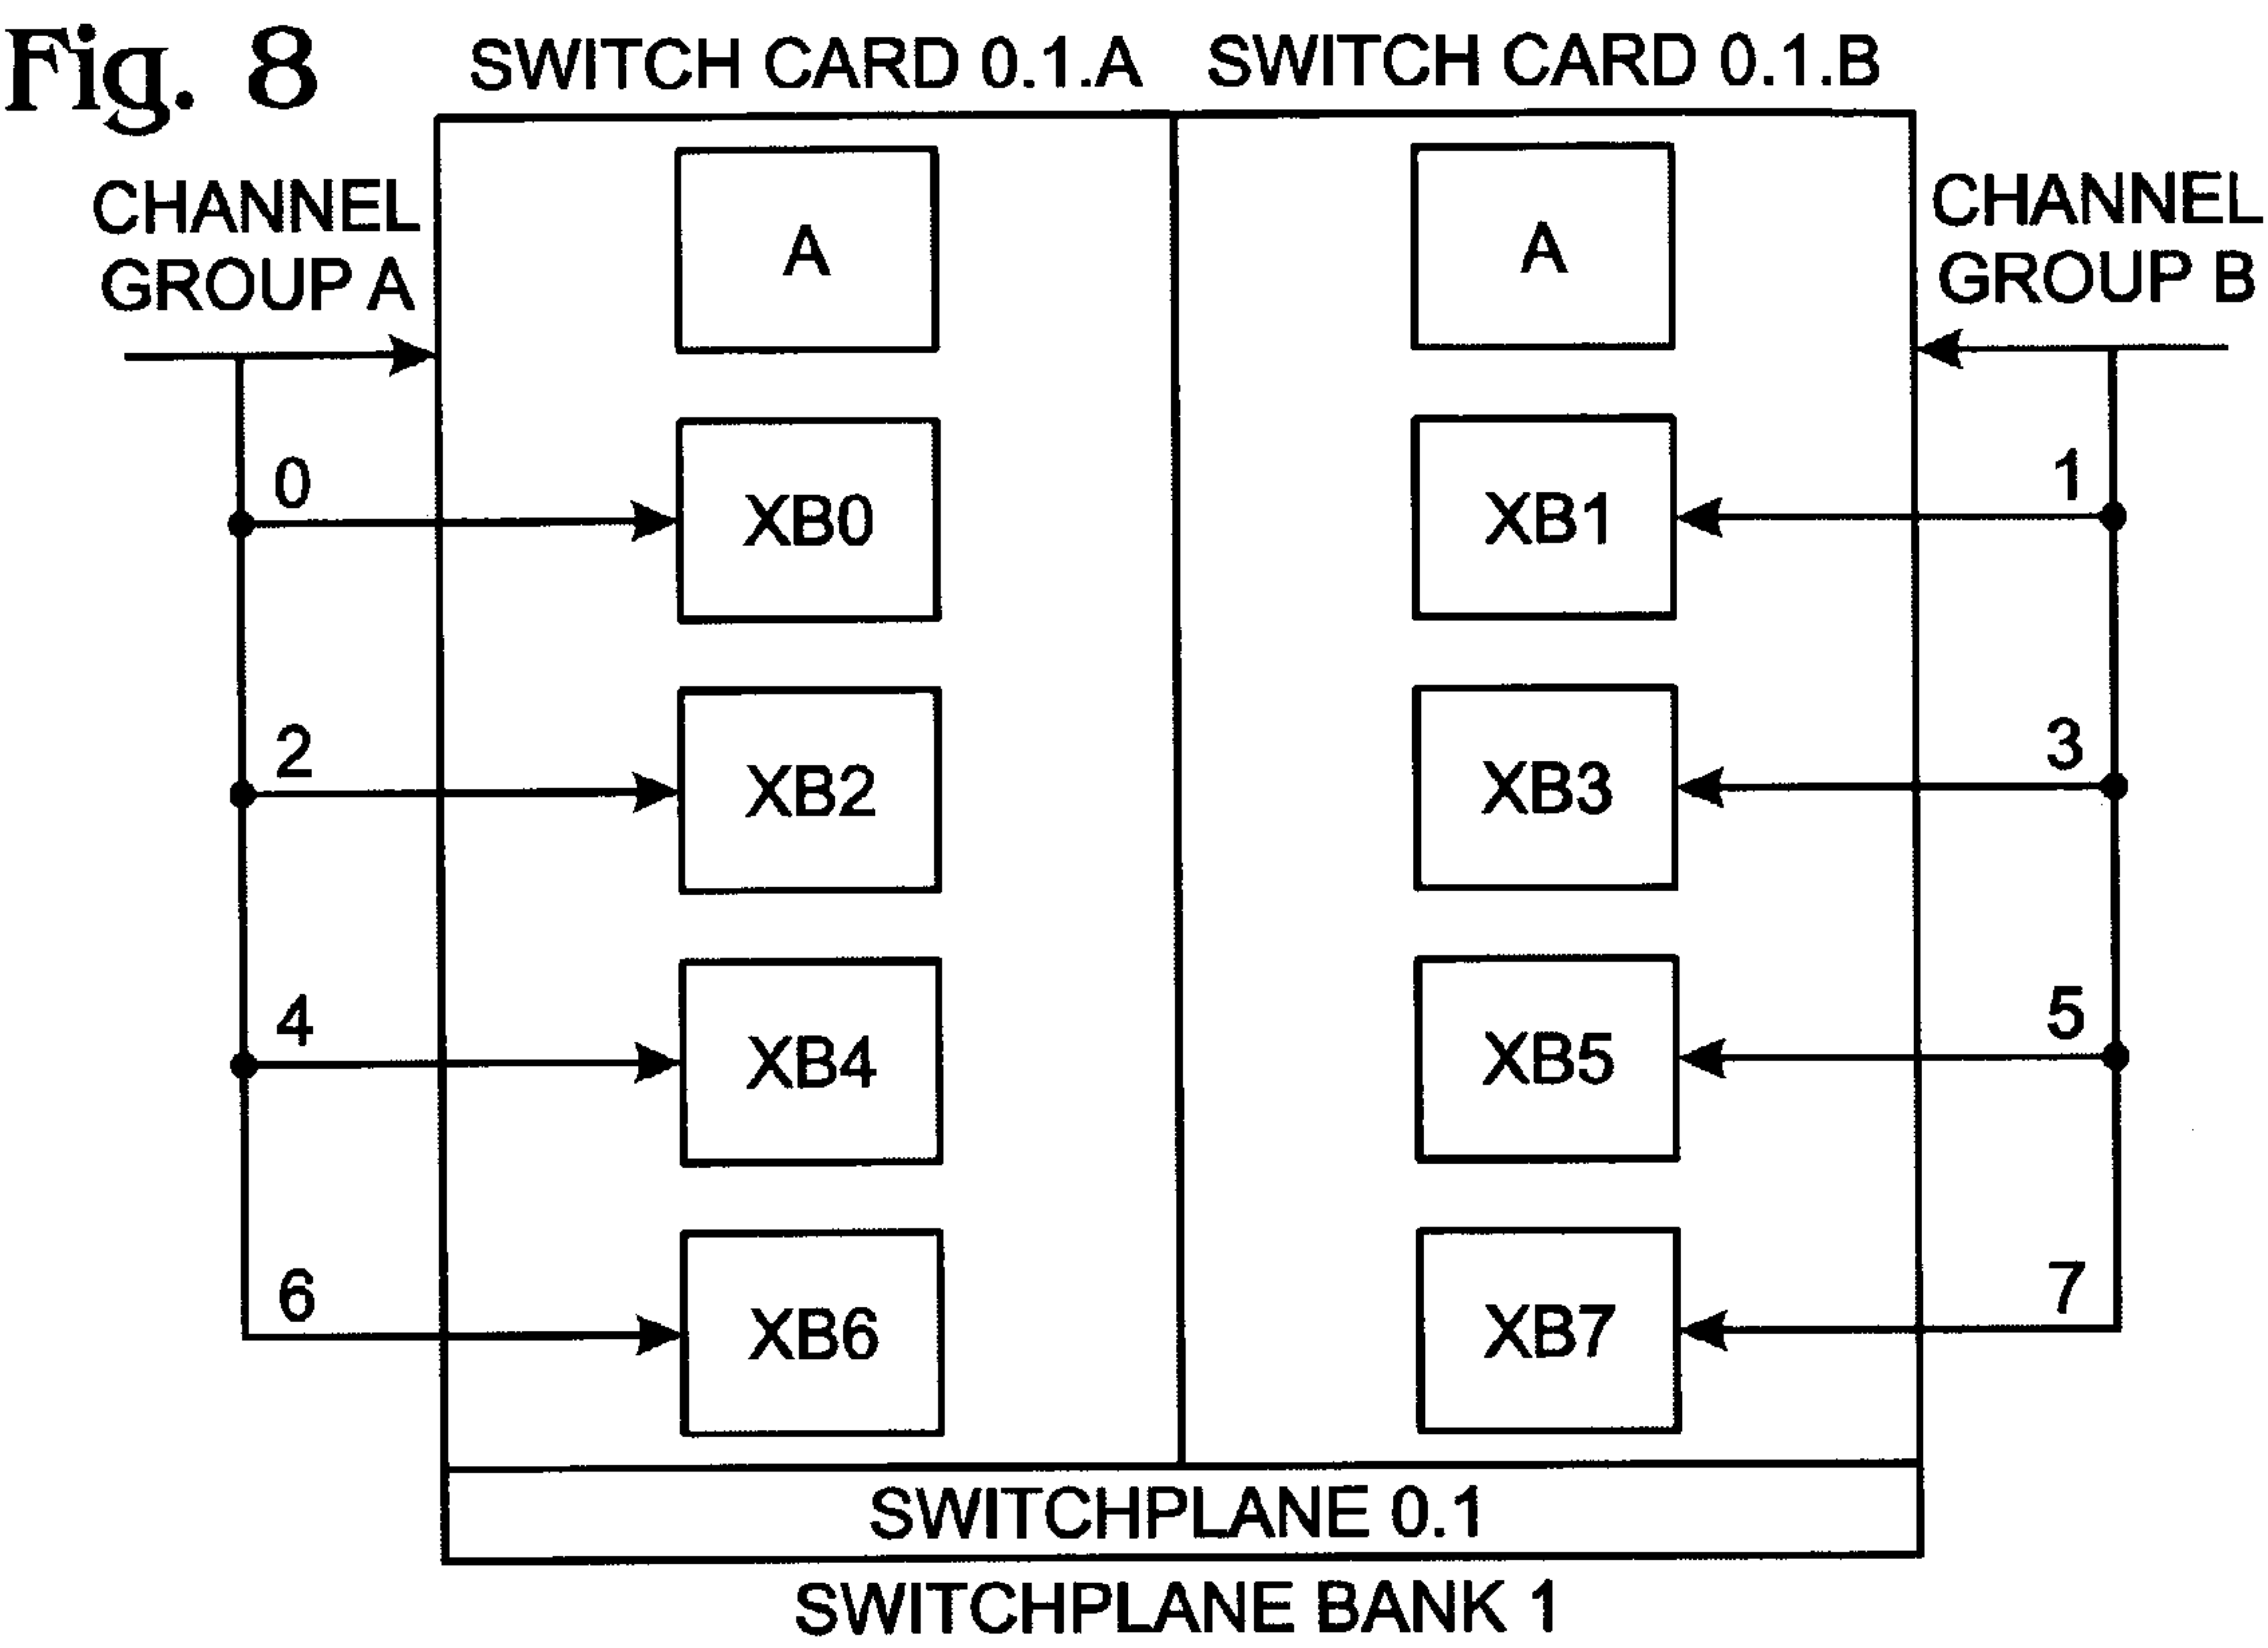 Fig. 8
SWITCH CARD 0.1.A
SWITCH CARD 0.1.B
CHANNEL
GROUP A
CHANNEL
GROUP B
A
A
0
XB0
XB1
1
2
XB2
XB3
3
4
XB4
XB5
5
6
XB6
XB7
7
SWITCHPLANE 0.1
SWITCHPLANE BANK 1